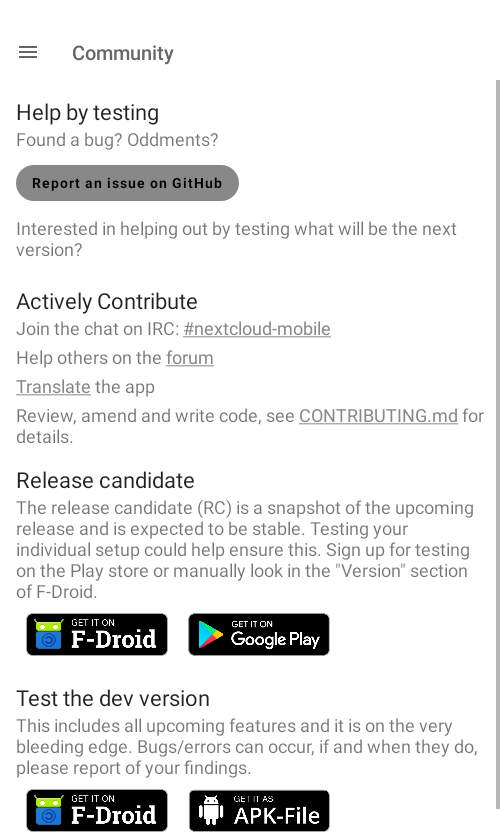 Community
Help by testing
Found a bug? Oddments?
Report an issue on GitHub
Interested in helping out by testing what will be the next
version?
Actively Contribute
Join the chat on IRC: #nextcloud-mobile
Help others on the forum
Translate the app
Review, amend and write code, see CONTRIBUTING.md for
details.
Release candidate
The release candidate (RC) is a snapshot of the upcoming
release and is expected to be stable. Testing your
individual setup could help ensure this. Sign up for testing
on the Play store or manually look in the "Version" section
of F-Droid.
GET IT ON
F-Droid
GET IT ON
Google Play
Test the dev version
This includes all upcoming features and it is on the very
bleeding edge. Bugs/errors can occur, if and when they do,
please report of your findings.
GET IT ON
F-Droid
GET IT AS
APK-File